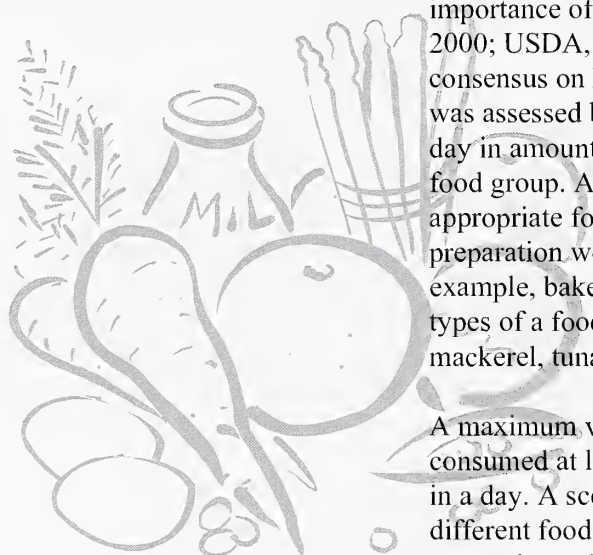 importance of
2000; USDA,
consensus on
was assessed b
day in amount
food group. A
appropriate fo
preparation w
example, bake
types of a food
mackerel, tuna
MIL
A maximum v
consumed at l
in a day. A sco
different food